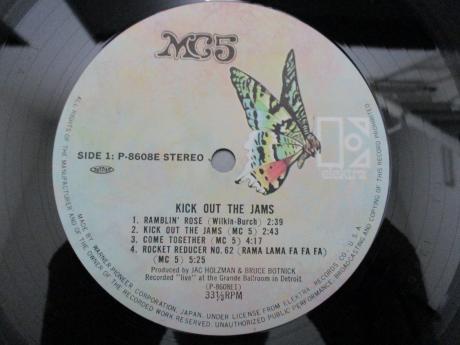 MC5
SIDE 1: P-8608E STEREO
elektra
KICK OUT THE JAMS
1. RAMBLIN' ROSE (Wilkin-Burch) 2:39
2. KICK OUT THE JAMS (MC 5) 2:43
3. COME TOGETHER (MC 5) 4:17
4. ROCKET REDUCER NO. 62 (RAMA LAMA FA FA FA)
(MC 5) 5:25
Produced by JAC HOLZMAN & BRUCE BOTNICK
Recorded "live" at the Grande Ballroom in Detroit
(P-8608E1)
33⅓RPM
ALL RIGHTS OF THE MANUFACTURER AND OF THE OWNER OF THE RECORDED WORK RESERVED. UNAUTHORIZED PUBLIC PERFORMANCE, BROADCASTING AND COPYING OF THIS RECORD PROHIBITED
MADE BY WARNER-PIONEER CORPORATION, JAPAN, UNDER LICENSE FROM ELEKTRA RECORDS CO., U.S.A.